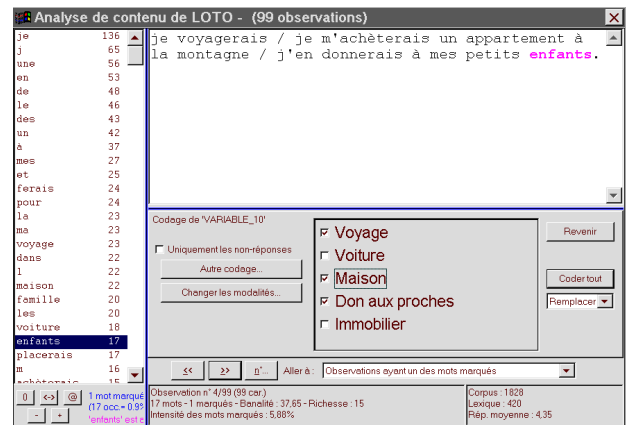 Analyse de contenu de LOTO - (99 observations)
je 136
j 65
une 56
en 53
de 48
le 46
des 43
un 42
à 37
mes 27
et 25
ferais 24
pour 24
la 23
ma 23
voyage 23
dans 22
l 22
maison 22
famille 20
les 20
voiture 18
enfants 17
placerais 17
m 16
achèterais 15
0 <-> @
- +
1 mot marqué
(17 occ.= 0.9%
'enfants' est e
je voyagerais / je m'achèterais un appartement à
la montagne / j'en donnerais à mes petits enfants.
Codage de 'VARIABLE_10'
Uniquement les non-réponses
Autre codage...
Changer les modalités...
Voyage
Voiture
Maison
Don aux proches
Immobilier
Revenir
Coder tout
Remplacer
<< >> n°... Aller à : Observations ayant un des mots marqués
Observation n° 4/99 (99 car.)
17 mots - 1 marqués - Banalité : 37,65 - Richesse : 15
Intensité des mots marqués : 5,88%
Corpus : 1828
Lexique : 420
Rép. moyenne : 4,35